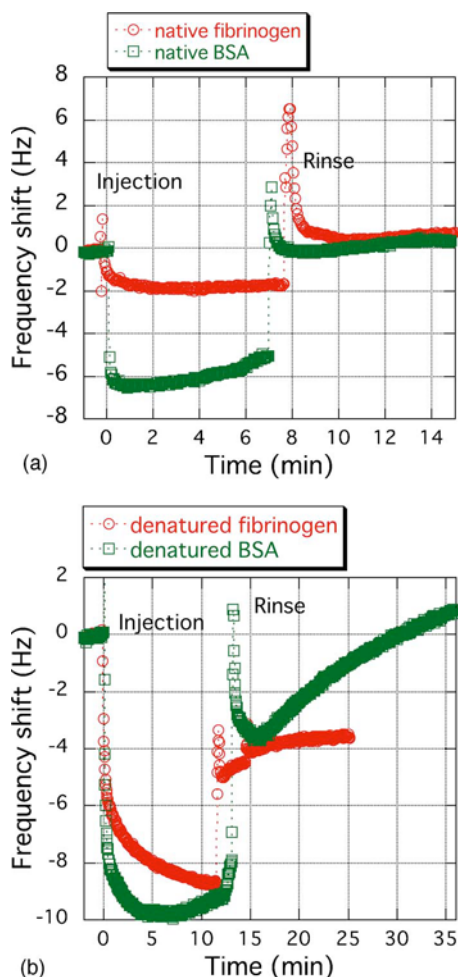 native fibrinogen
native BSA
8
6
4
2
0
-2
-4
-6
-8
Frequency shift (Hz)
Injection
Rinse
0 2 4 6 8 10 12 14
(a)
Time (min)
denatured fibrinogen
denatured BSA
2
0
-2
-4
-6
-8
-10
Frequency shift (Hz)
Injection
Rinse
0 5 10 15 20 25 30 35
(b)
Time (min)